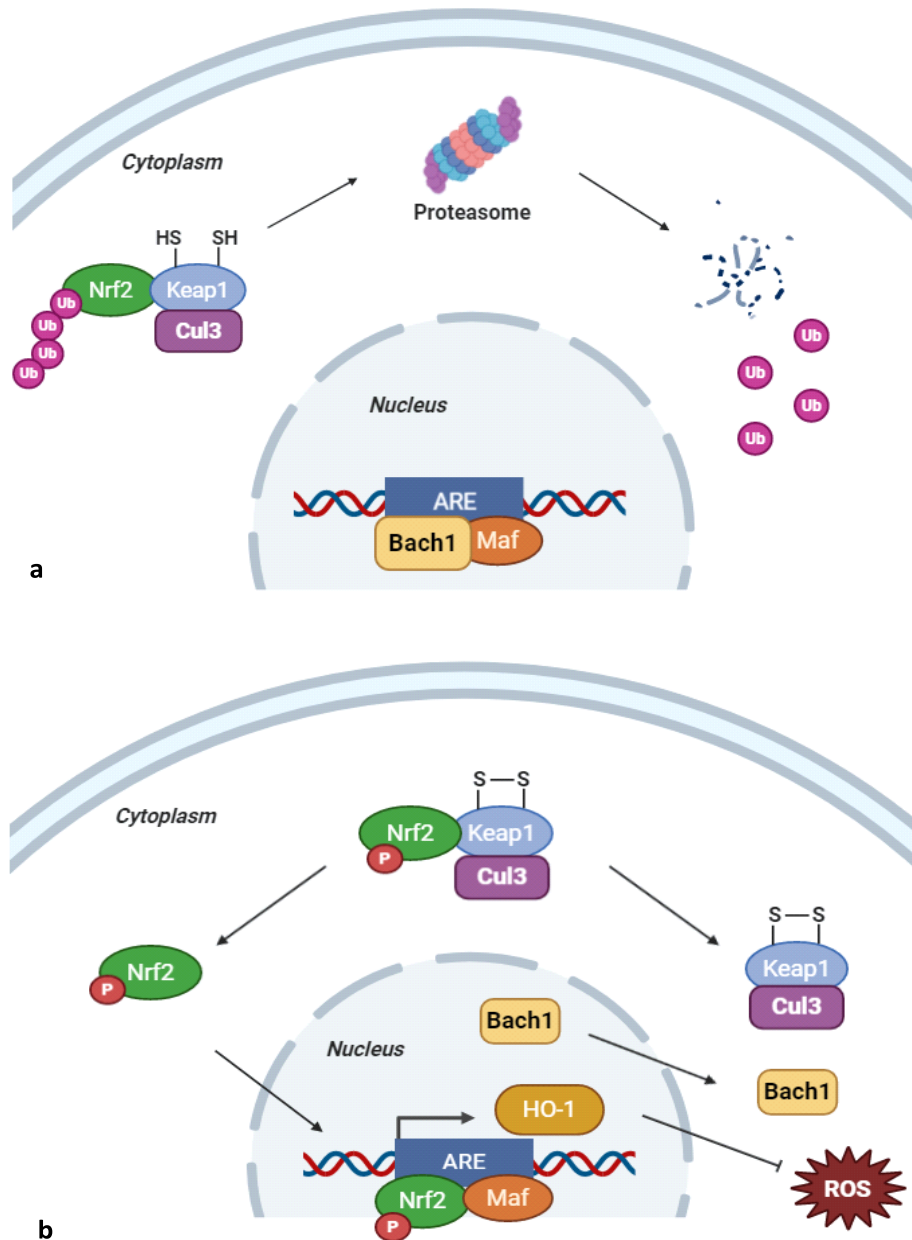 Cytoplasm
Proteasome
HS SH
Nrf2 Keap1
Cul3
Ub
Ub
Ub
Ub
Ub
Ub
Ub
Ub
Nucleus
ARE
Bach1 Maf
a
S S
Cytoplasm
Nrf2 Keap1
P
Cul3
S S
Nrf2
P
Keap1
Cul3
Bach1
Nucleus
Bach1
HO-1
ARE
ROS
Nrf2 Maf
P
b